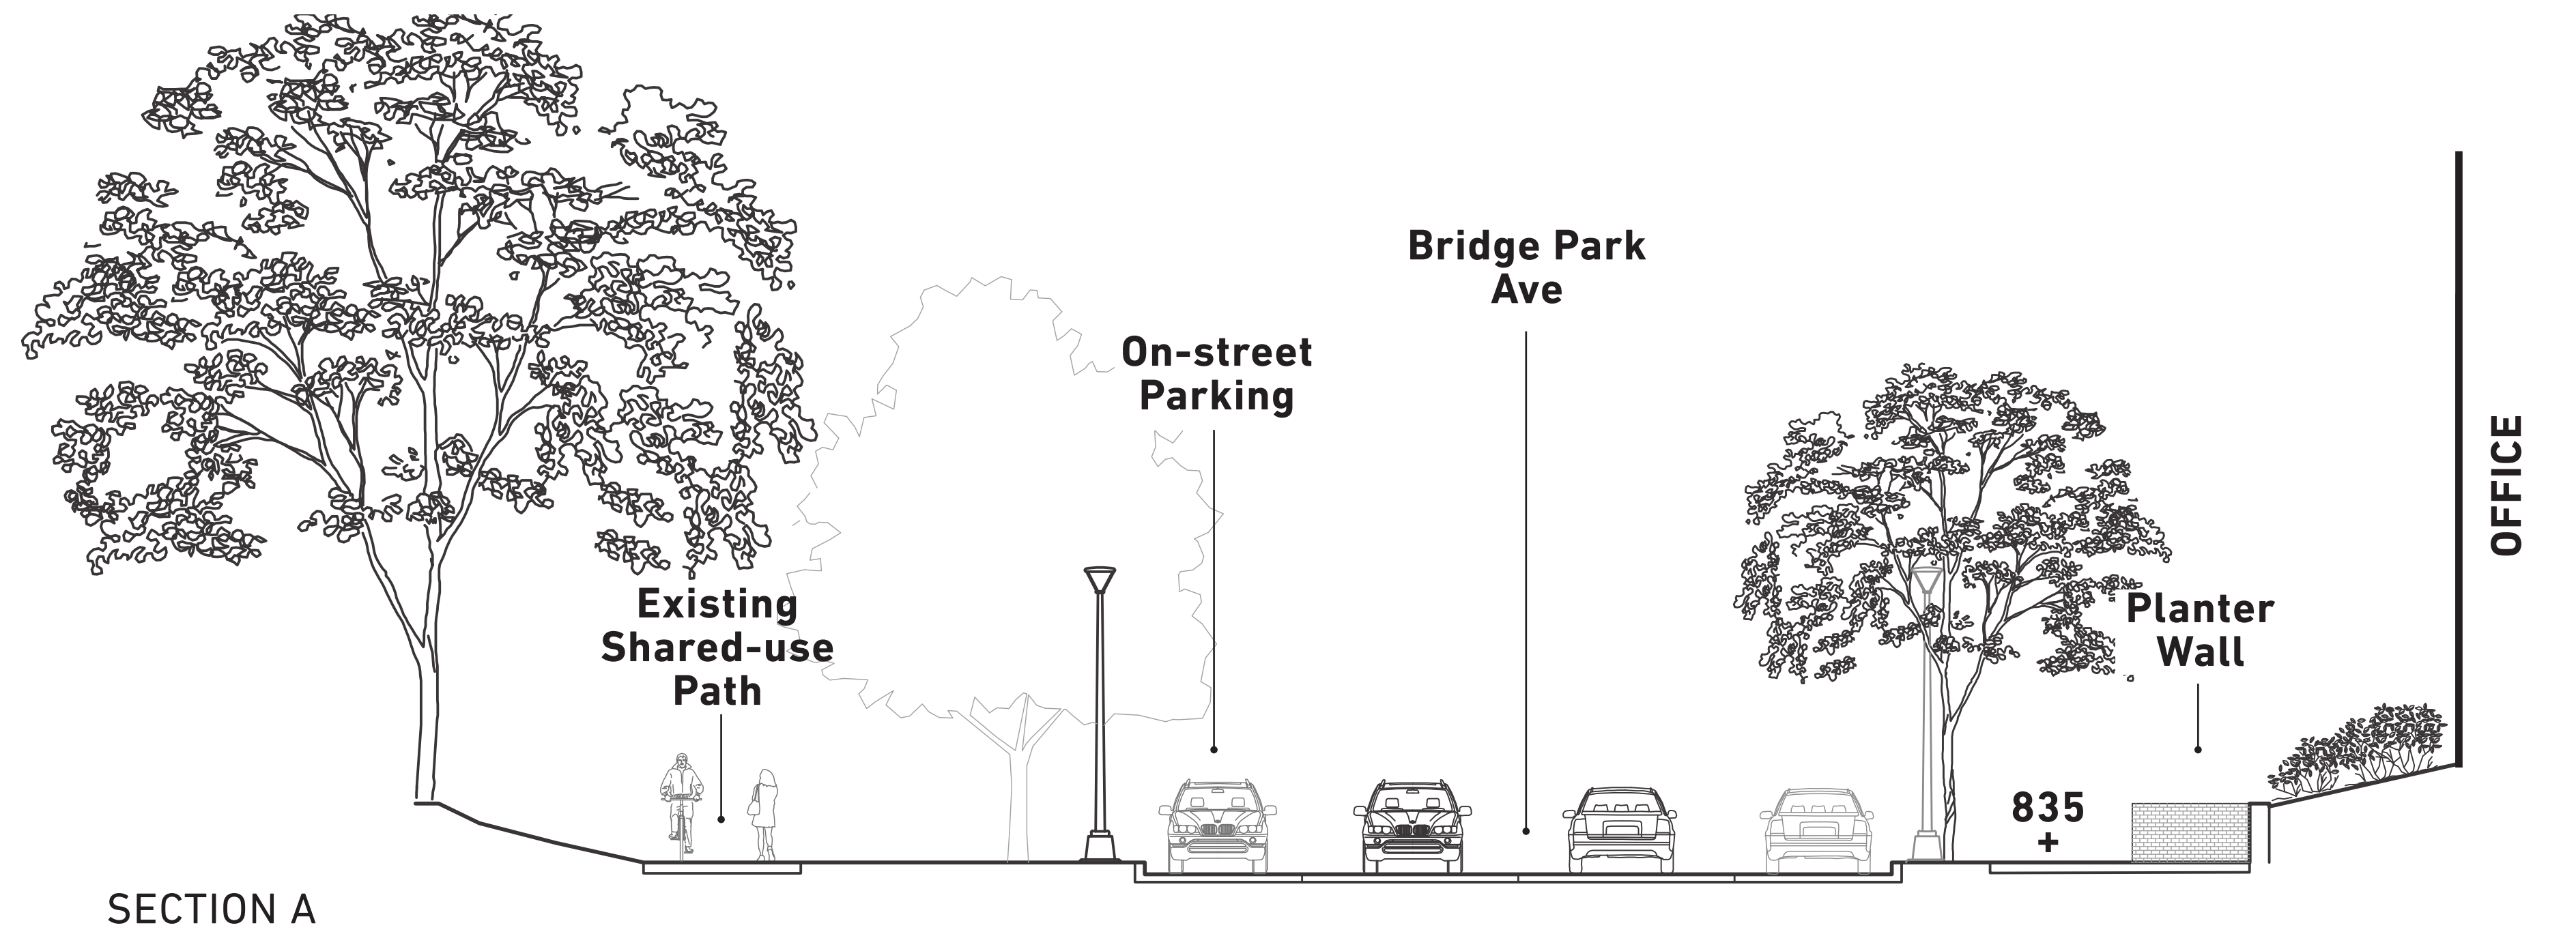 Bridge Park
Ave
On-street
Parking
Existing
Shared-use
Path
Planter
Wall
OFFICE
835
+
SECTION A